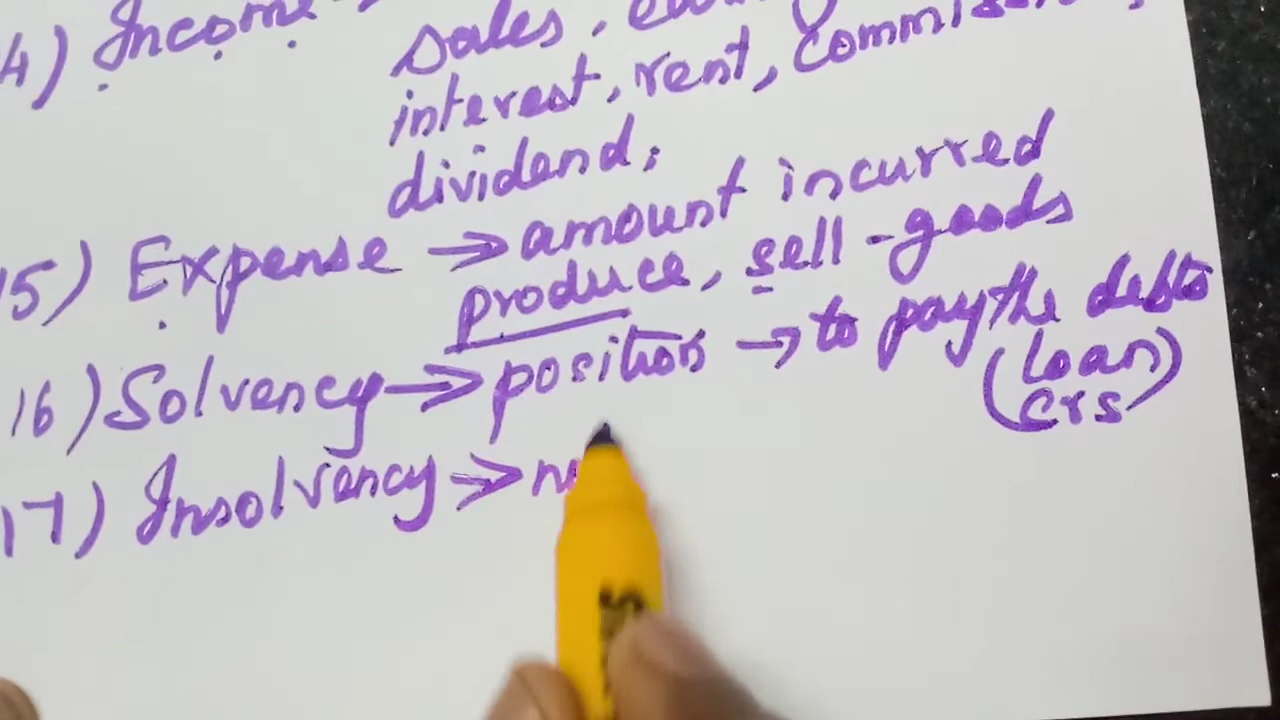 4) Income
sales,
interest, rent, commission,
dividend,
15) Expense → amount incurred
produce, sell - goods
16) Solvency → position → to pay the debts
(loan
crs)
17) Insolvency →